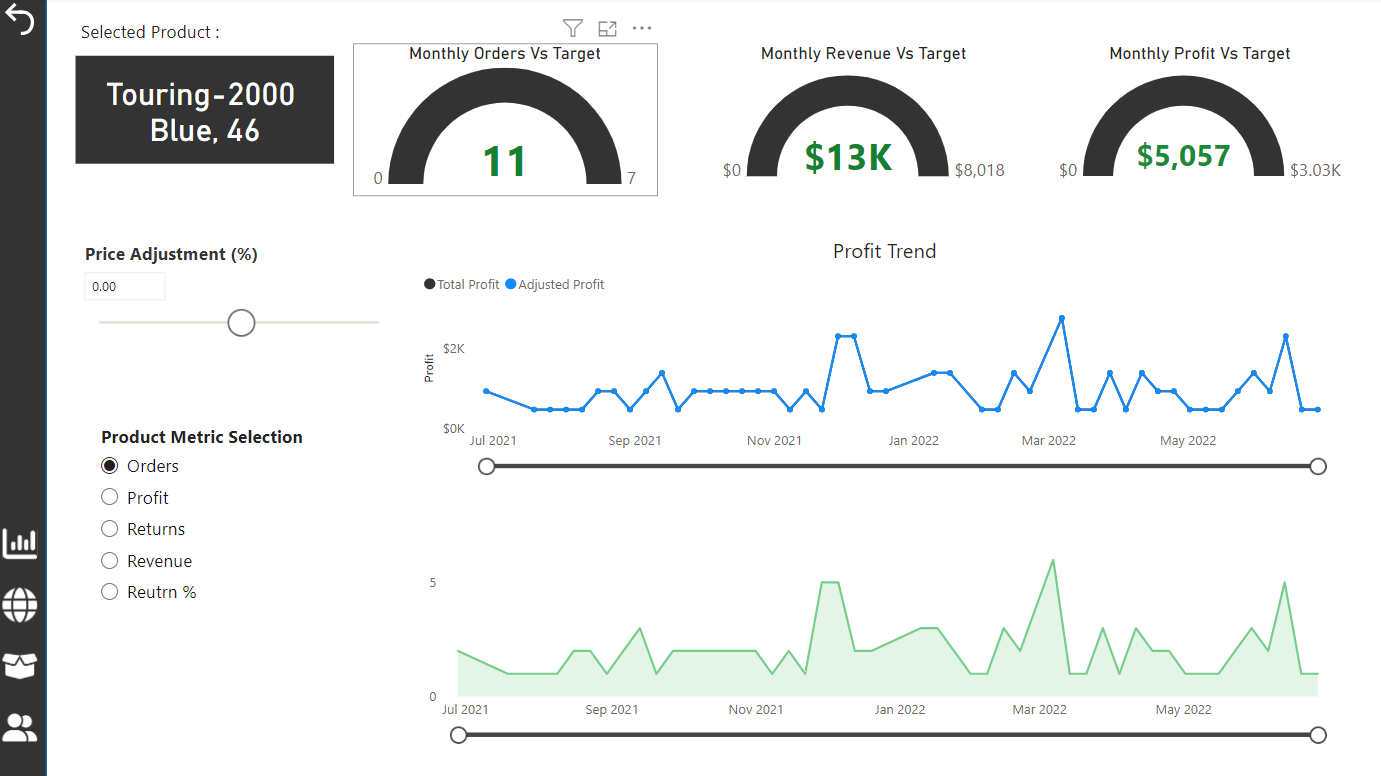 Selected Product :
Touring-2000
Blue, 46
Monthly Orders Vs Target
11
0
7
Monthly Revenue Vs Target
$13K
$0
$8,018
Monthly Profit Vs Target
$5,057
$0
$3.03K
Price Adjustment (%)
0.00
Product Metric Selection
Orders
Profit
Returns
Revenue
Reutrn %
Profit Trend
Total Profit
Adjusted Profit
Profit
$2K
$0K
Jul 2021
Sep 2021
Nov 2021
Jan 2022
Mar 2022
May 2022
5
0
Jul 2021
Sep 2021
Nov 2021
Jan 2022
Mar 2022
May 2022